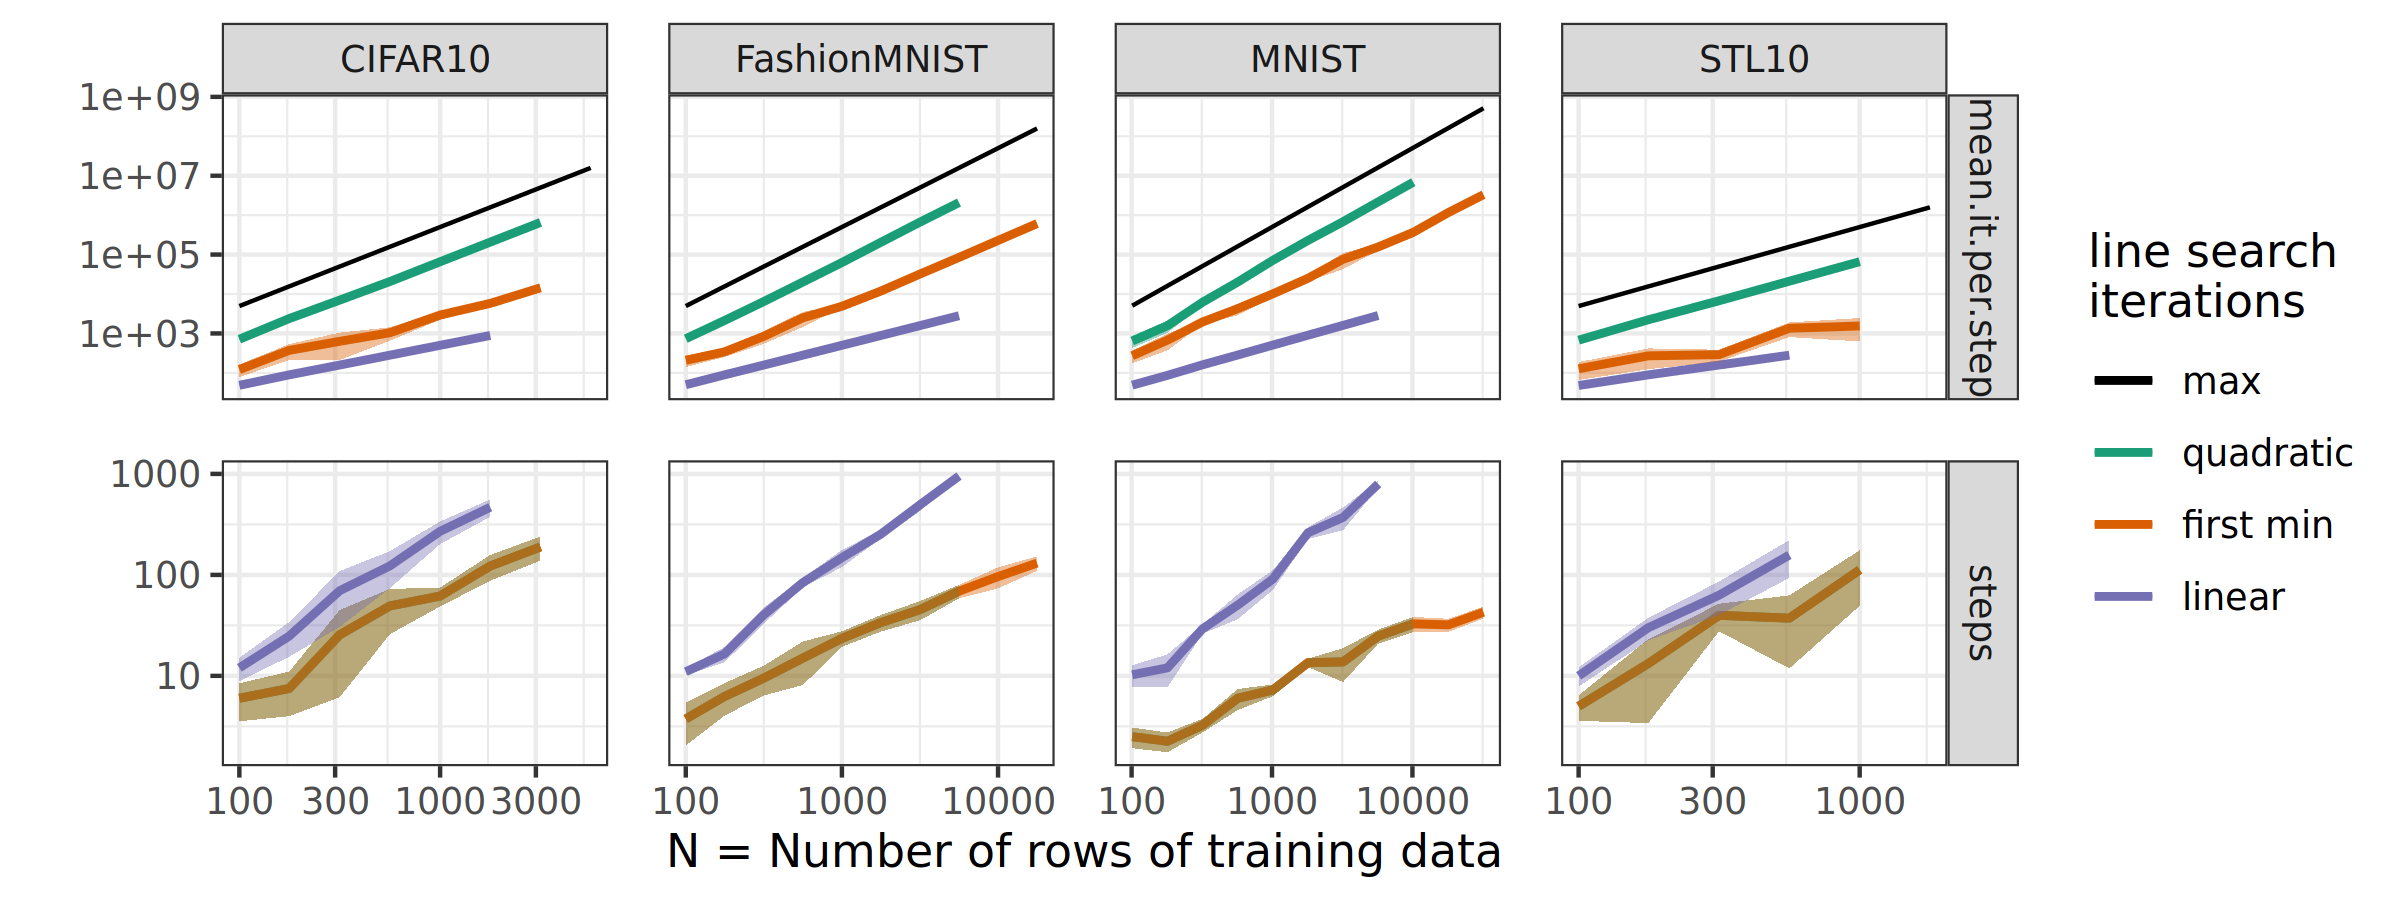 CIFAR10 FashionMNIST MNIST STL10
1e+09
1e+07
1e+05
1e+03
mean.it.per.step
1000
100
10
steps
100 300 1000 3000 100 1000 10000 100 1000 10000 100 300 1000
N = Number of rows of training data
line search
iterations
max
quadratic
first min
linear